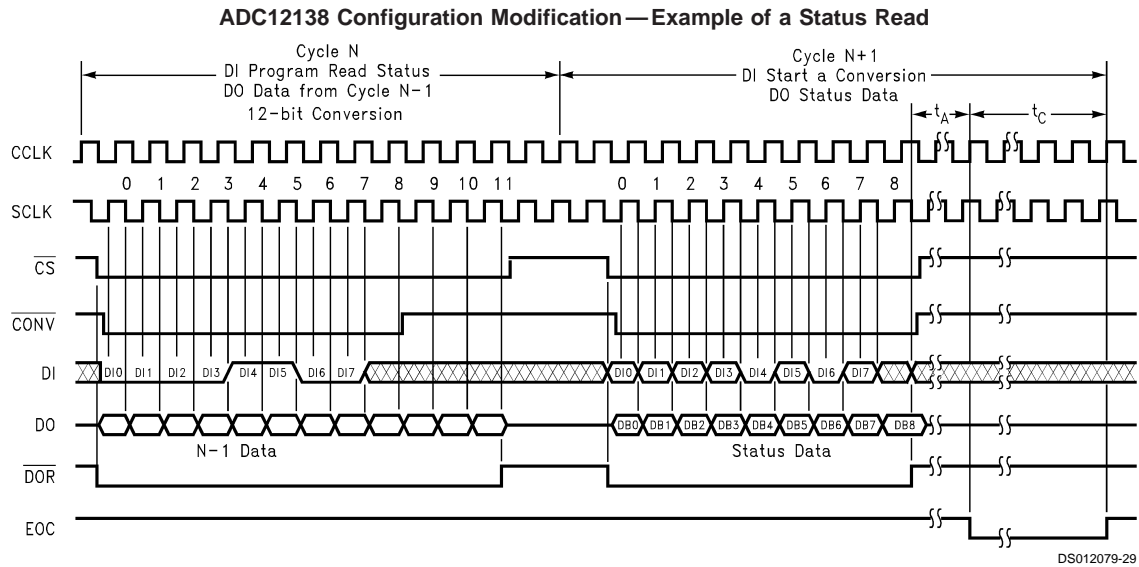 ADC12138 Configuration Modification — Example of a Status Read
Cycle N
DI Program Read Status
DO Data from Cycle N-1
12-bit Conversion
Cycle N+1
DI Start a Conversion
DO Status Data
tA
tC
CCLK
0 1 2 3 4 5 6 7 8 9 10 11 0 1 2 3 4 5 6 7 8
SCLK
CS
CONV
DI DI0 DI1 DI2 DI3 DI4 DI5 DI6 DI7 DI0 DI1 DI2 DI3 DI4 DI5 DI6 DI7
DO DB0 DB1 DB2 DB3 DB4 DB5 DB6 DB7 DB8
N-1 Data Status Data
DOR
EOC
DS012079-29